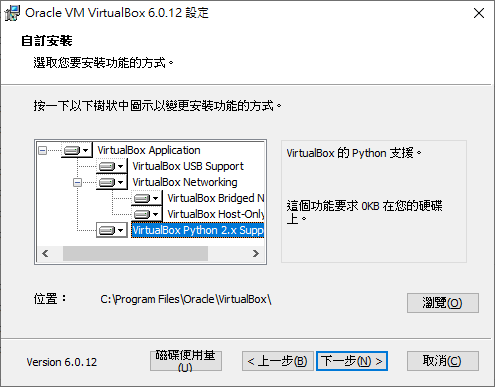 Oracle VM VirtualBox 6.0.12 設定
自訂安裝
選取您要安裝功能的方式。
按一下以下樹狀中圖示以變更安裝功能的方式。
VirtualBox Application
VirtualBox USB Support
VirtualBox Networking
VirtualBox Bridged N
VirtualBox Host-Only
VirtualBox Python 2.x Supp
VirtualBox 的 Python 支援。
這個功能要求 0KB 在您的硬碟
上。
位置： C:\Program Files\Oracle\VirtualBox\
瀏覽(O)
Version 6.0.12
磁碟使用量
(U)
< 上一步(B)
下一步(N) >
取消(C)